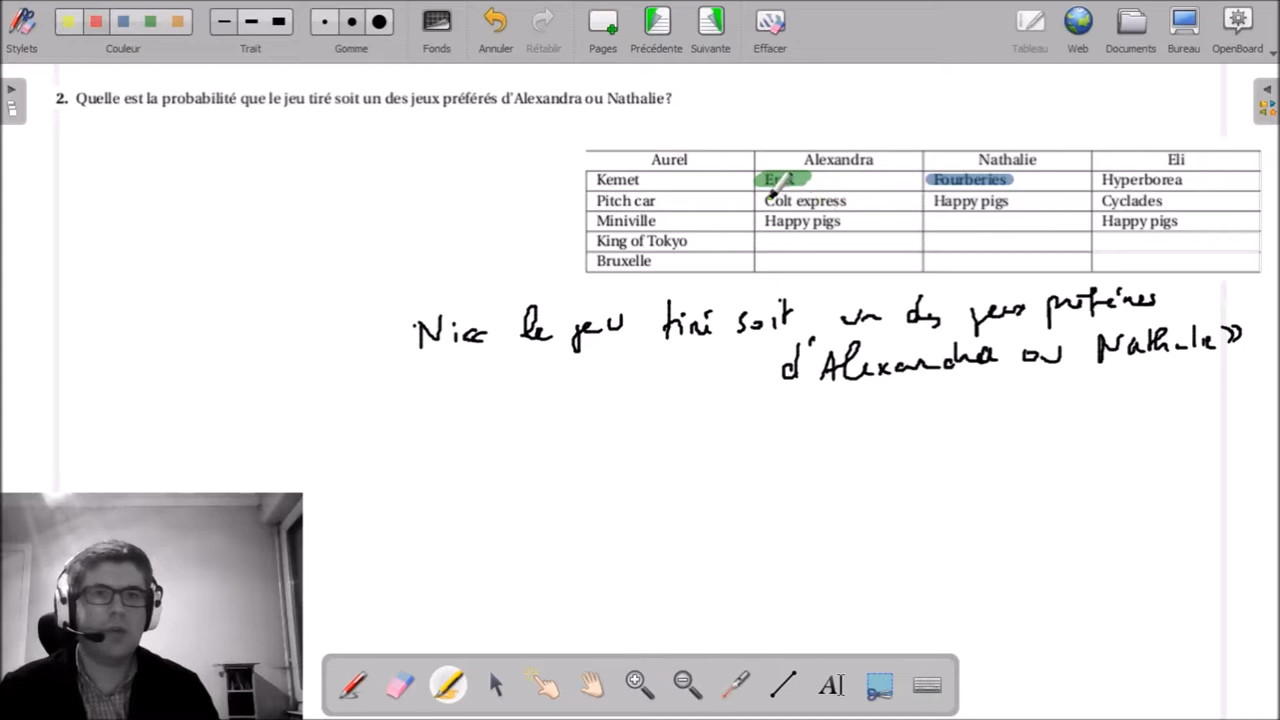 Stylets Couleur Trait Gomme Fonds Annuler Rétablir Pages Précédente Suivante Effacer Tableau Web Documents Bureau OpenBoard
2. Quelle est la probabilité que le jeu tiré soit un des jeux préférés d'Alexandra ou Nathalie?
Aurel Alexandra Nathalie Eli
Kemet Fourberies Hyperborea
Pitch car Colt express Happy pigs Cyclades
Miniville Happy pigs Happy pigs
King of Tokyo
Bruxelle
le jeu tiré soit un des jeux préférés
d'Alexandra ou Nathalie »
AI